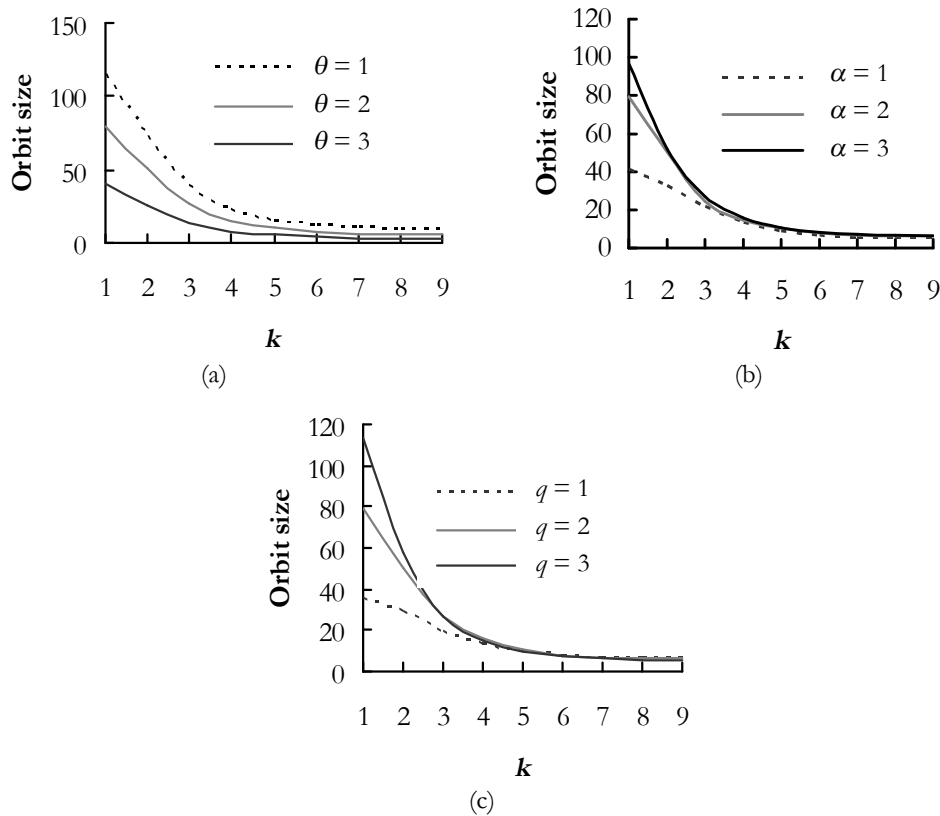 150
100
50
0
Orbit size
θ = 1
θ = 2
θ = 3
1 2 3 4 5 6 7 8 9
k
(a)
120
100
80
60
40
20
0
Orbit size
α = 1
α = 2
α = 3
1 2 3 4 5 6 7 8 9
k
(b)
120
100
80
60
40
20
0
Orbit size
q = 1
q = 2
q = 3
1 2 3 4 5 6 7 8 9
k
(c)